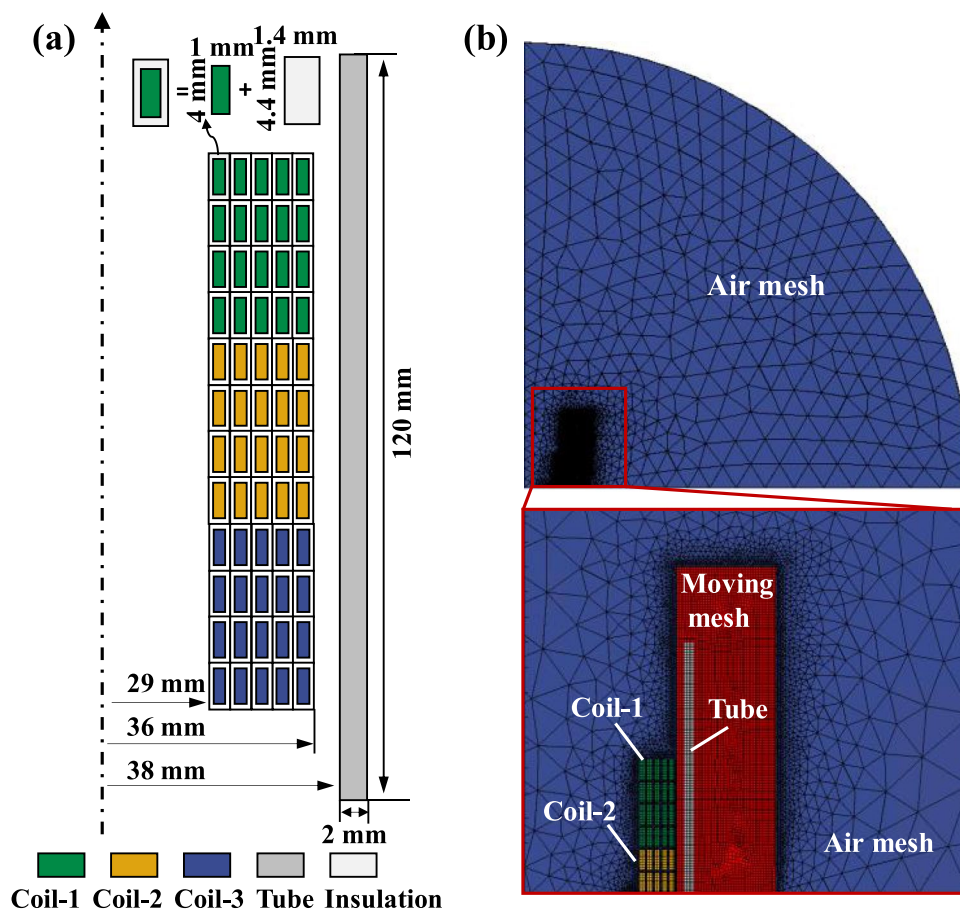 (a)
1 mm
1.4 mm
4 mm
=
+
4.4 mm
120 mm
29 mm
36 mm
38 mm
2 mm
Coil-1 Coil-2 Coil-3 Tube Insulation
(b)
Air mesh
Moving
mesh
Coil-1
Tube
Coil-2
Air mesh